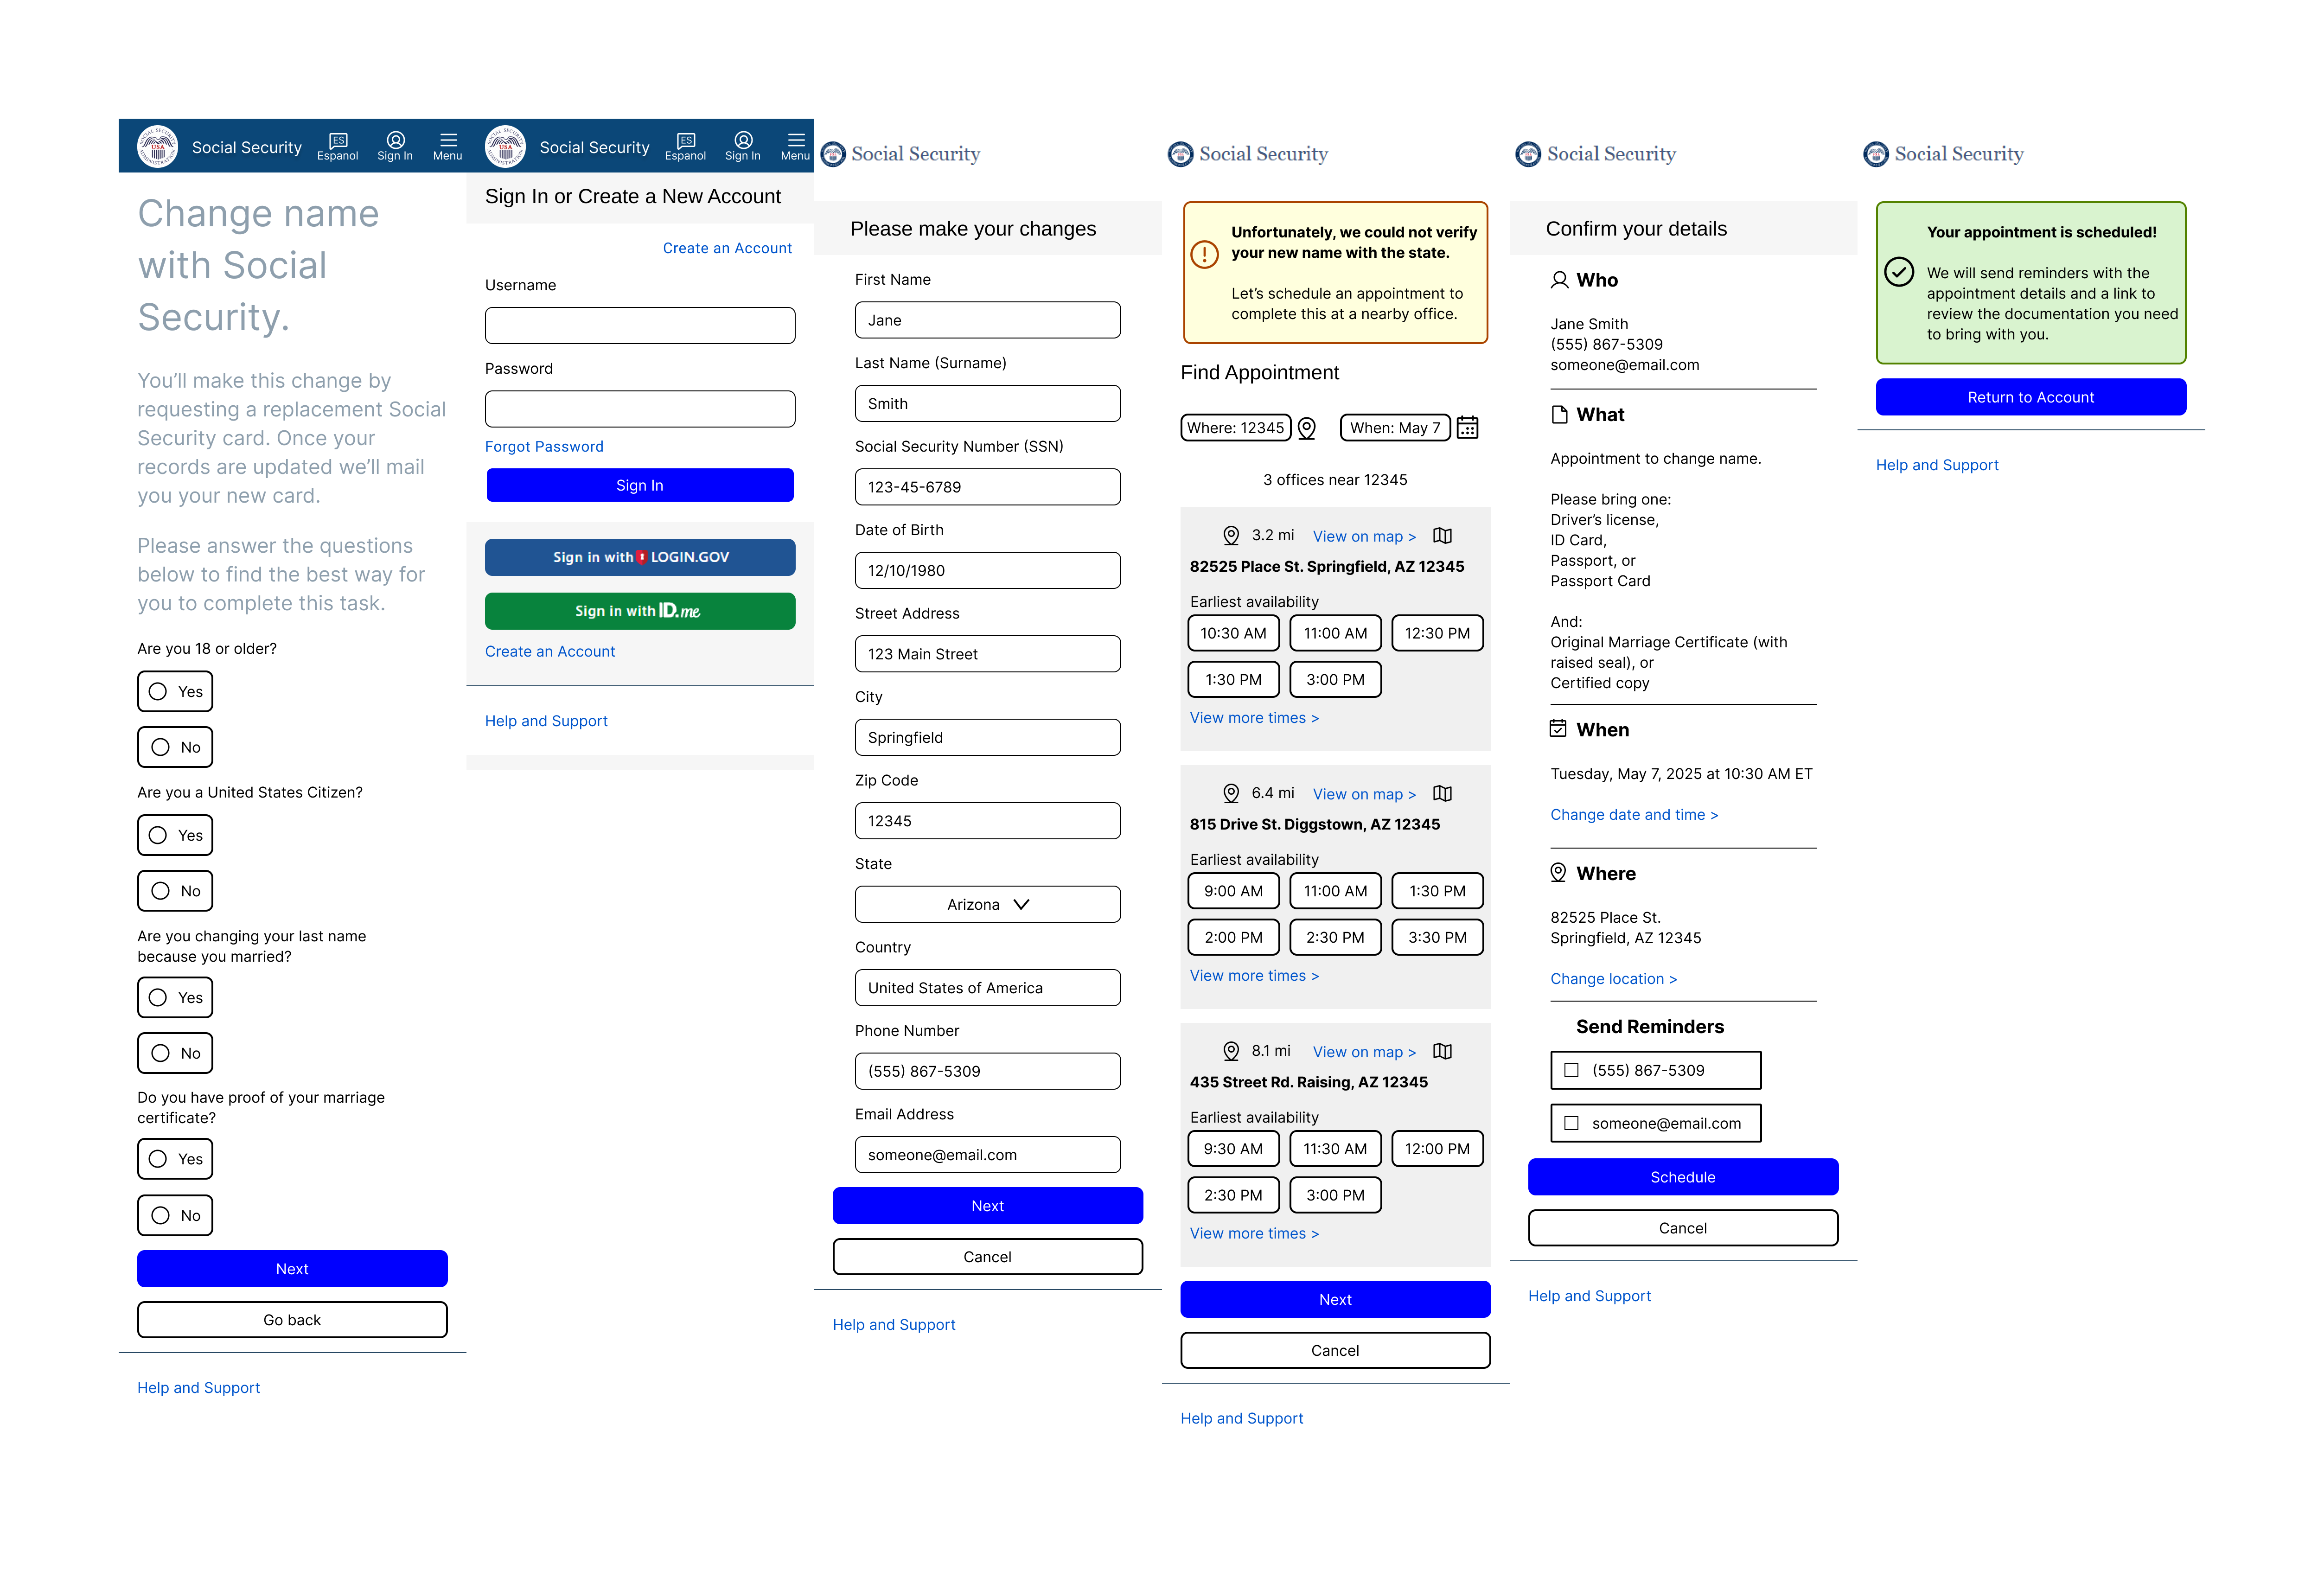 Social Security
ES
Espanol
Sign In
Menu
Change name
with Social
Security.
You’ll make this change by
requesting a replacement Social
Security card. Once your
records are updated we’ll mail
you your new card.
Please answer the questions
below to find the best way for
you to complete this task.
Are you 18 or older?
Yes
No
Are you a United States Citizen?
Yes
No
Are you changing your last name
because you married?
Yes
No
Do you have proof of your marriage
certificate?
Yes
No
Next
Go back
Help and Support
Social Security
ES
Espanol
Sign In
Menu
Sign In or Create a New Account
Create an Account
Username
Password
Forgot Password
Sign In
Sign in with LOGIN.GOV
Sign in with ID.me
Create an Account
Help and Support
Social Security
Please make your changes
First Name
Jane
Last Name (Surname)
Smith
Social Security Number (SSN)
123-45-6789
Date of Birth
12/10/1980
Street Address
123 Main Street
City
Springfield
Zip Code
12345
State
Arizona
Country
United States of America
Phone Number
(555) 867-5309
Email Address
someone@email.com
Next
Cancel
Help and Support
Social Security
Unfortunately, we could not verify
your new name with the state.
Let’s schedule an appointment to
complete this at a nearby office.
Find Appointment
Where: 12345
When: May 7
3 offices near 12345
3.2 mi
View on map >
82525 Place St. Springfield, AZ 12345
Earliest availability
10:30 AM
11:00 AM
12:30 PM
1:30 PM
3:00 PM
View more times >
6.4 mi
View on map >
815 Drive St. Diggstown, AZ 12345
Earliest availability
9:00 AM
11:00 AM
1:30 PM
2:00 PM
2:30 PM
3:30 PM
View more times >
8.1 mi
View on map >
435 Street Rd. Raising, AZ 12345
Earliest availability
9:30 AM
11:30 AM
12:00 PM
2:30 PM
3:00 PM
View more times >
Next
Cancel
Help and Support
Social Security
Confirm your details
Who
Jane Smith
(555) 867-5309
someone@email.com
What
Appointment to change name.
Please bring one:
Driver’s license,
ID Card,
Passport, or
Passport Card
And:
Original Marriage Certificate (with
raised seal), or
Certified copy
When
Tuesday, May 7, 2025 at 10:30 AM ET
Change date and time >
Where
82525 Place St.
Springfield, AZ 12345
Change location >
Send Reminders
(555) 867-5309
someone@email.com
Schedule
Cancel
Help and Support
Social Security
Your appointment is scheduled!
We will send reminders with the
appointment details and a link to
review the documentation you need
to bring with you.
Return to Account
Help and Support